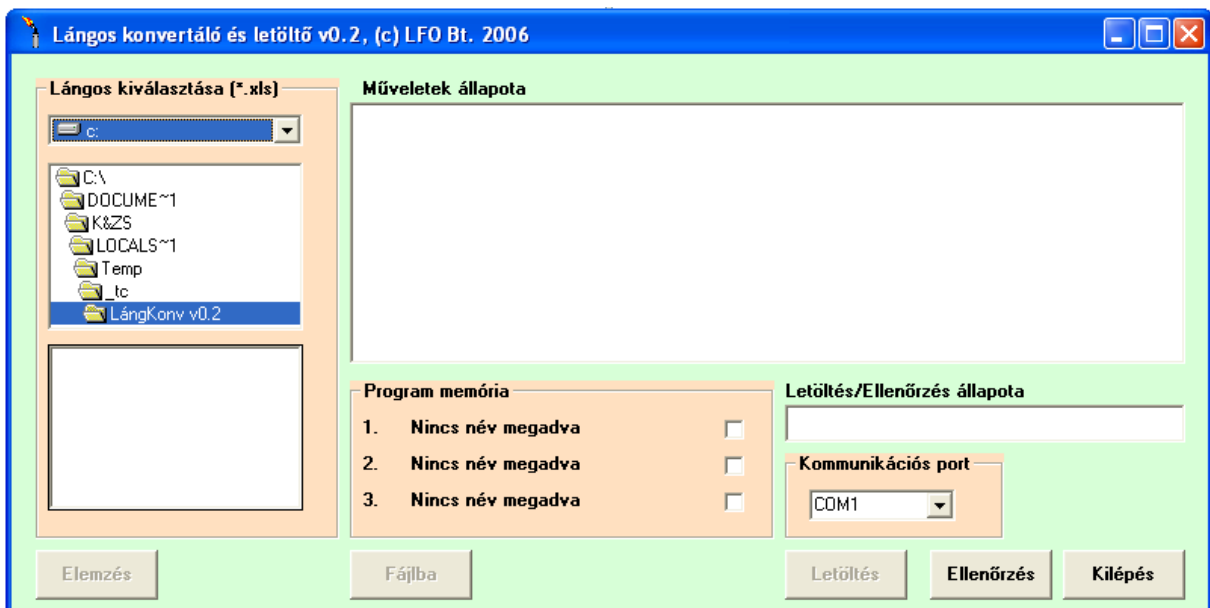 Lángos konvertáló és letöltő v0.2, (c) LFO Bt. 2006
Lángos kiválasztása (*.xls)
c:
C:\
DOCUME~1
K&ZS
LOCALS~1
Temp
_tc
LángKonv v0.2
Műveletek állapota
Program memória
1. Nincs név megadva
2. Nincs név megadva
3. Nincs név megadva
Letöltés/Ellenőrzés állapota
Kommunikációs port
COM1
Elemzés
Fájlba
Letöltés
Ellenőrzés
Kilépés